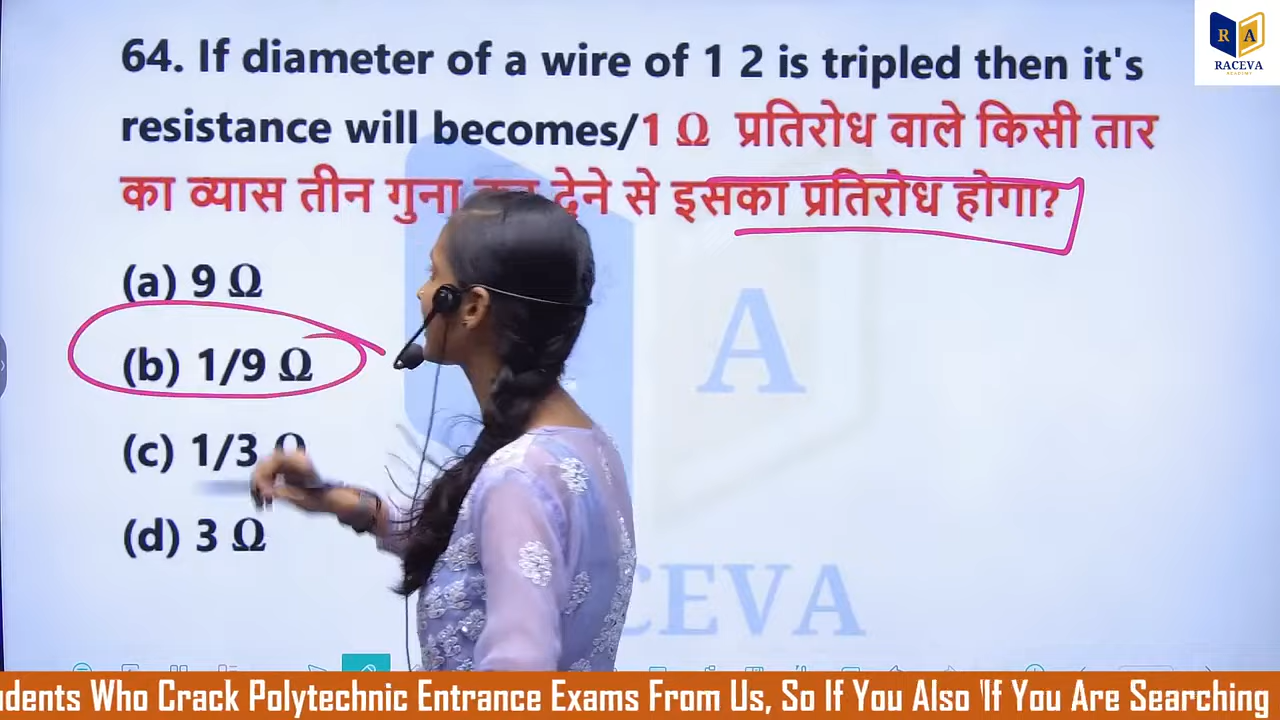 64. If diameter of a wire of 1 2 is tripled then it's
resistance will becomes/1 Ω प्रतिरोध वाले किसी तार
का व्यास तीन गुना देने से इसका प्रतिरोध होगा?
(a) 9 Ω
(b) 1/9 Ω
(c) 1/3 Ω
(d) 3 Ω
A
CEVA
R A
RACEVA
ACADEMY
Who Crack Polytechnic Entrance Exams From Us, So If You Also 'If You Are Searching